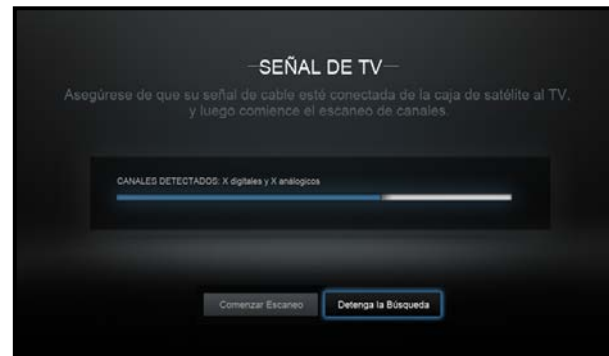 SEÑAL DE TV
Asegúrese de que su señal de cable esté conectada de la caja de satélite al TV,
y luego comience el escaneo de canales.
CANALES DETECTADOS: X digitales y X análogicos
Comenzar Escaneo
Detenga la Búsqueda